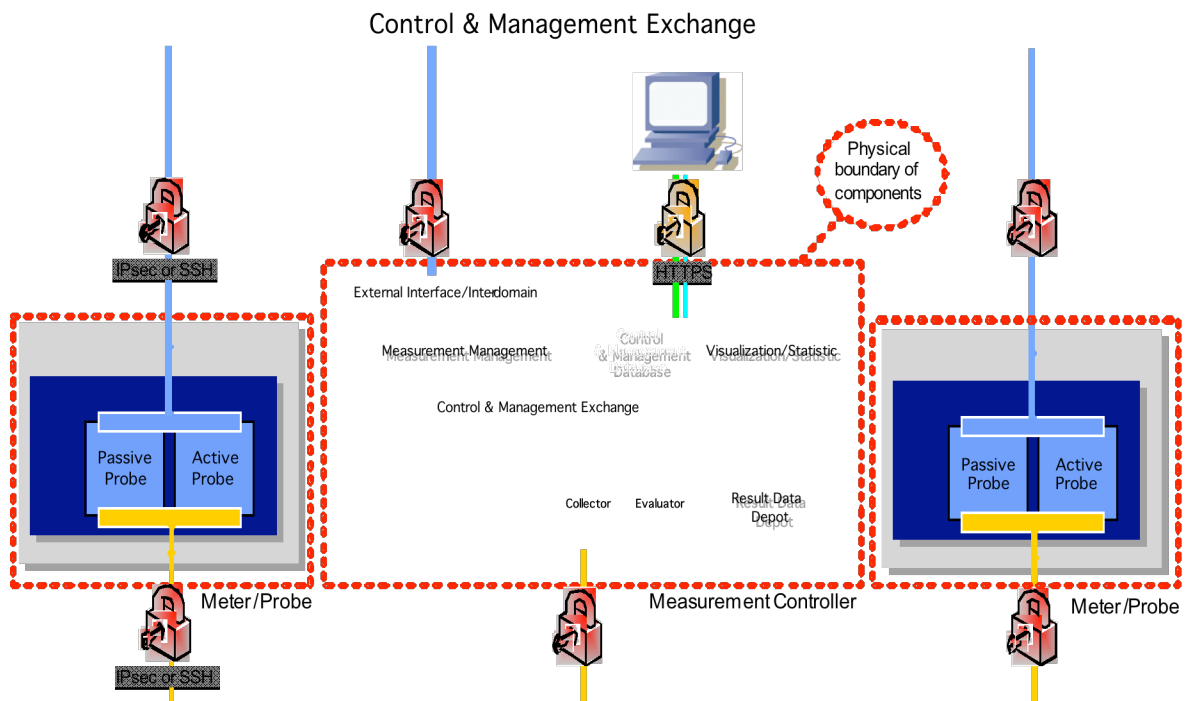 Control & Management Exchange
Physical
boundary of
components
IPsec or SSH
HTTPS
External Interface/Inter-domain
Measurement Management
Control
& Management
Database
Visualization/Statistic
Control & Management Exchange
Passive
Probe
Active
Probe
Collector
Evaluator
Result Data
Depot
Passive
Probe
Active
Probe
Meter/Probe
Measurement Controller
Meter/Probe
IPsec or SSH